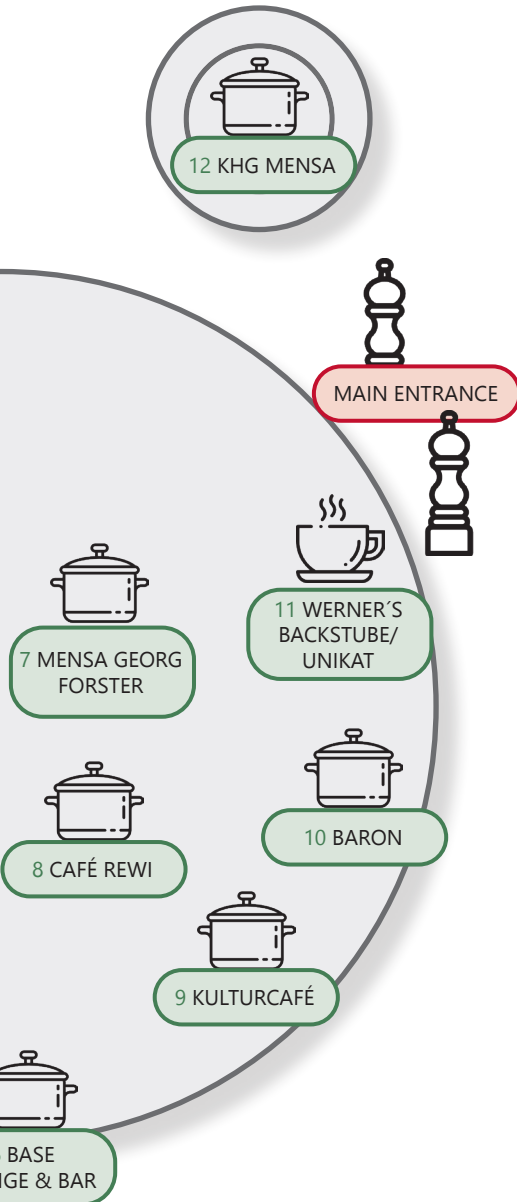 12 KHG MENSA
MAIN ENTRANCE
11 WERNER´S
BACKSTUBE/
UNIKAT
7 MENSA GEORG
FORSTER
10 BARON
8 CAFÉ REWI
9 KULTURCAFÉ
BASE
& BAR